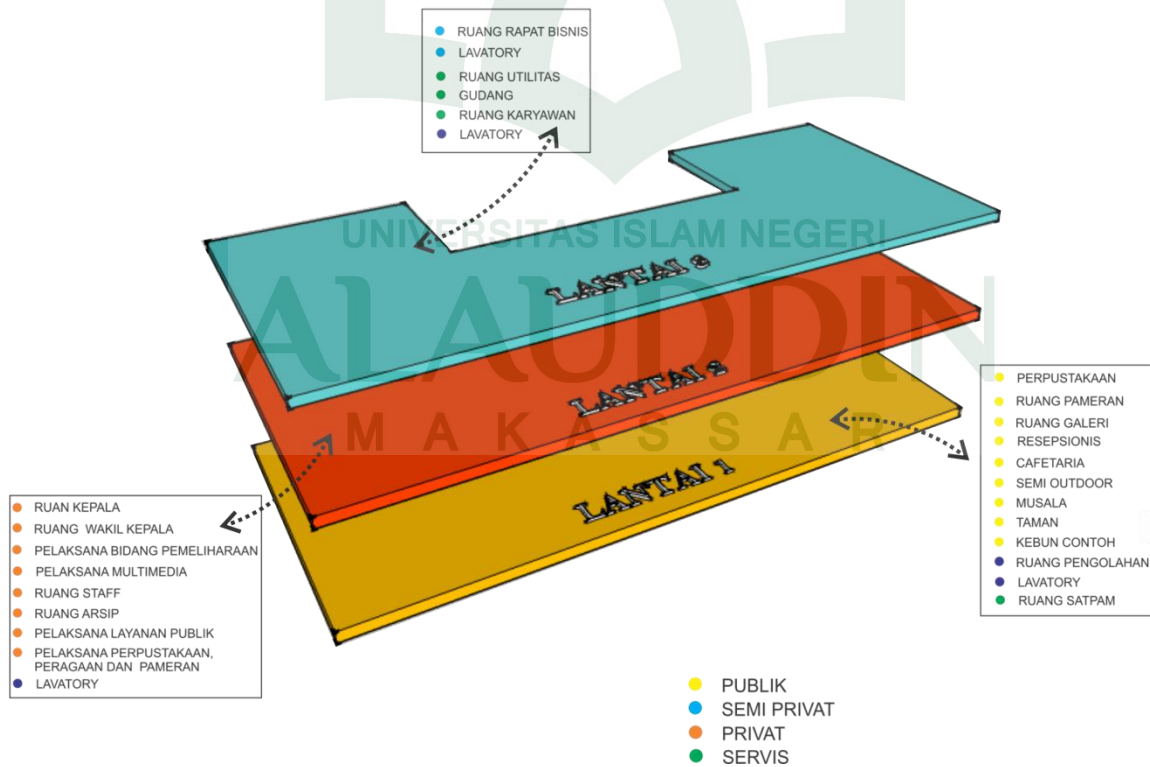 RUANG RAPAT BISNIS
LAVATORY
RUANG UTILITAS
GUDANG
RUANG KARYAWAN
LAVATORY
UNIVERSITAS ISLAM NEGERI
ALAUDDIN
MAKASSAR
LANTAI 3
LANTAI 2
LANTAI 1
PERPUSTAKAAN
RUANG PAMERAN
RUANG GALERI
RESEPSIONIS
CAFETARIA
SEMI OUTDOOR
MUSALA
TAMAN
KEBUN CONTOH
RUANG PENGOLAHAN
LAVATORY
RUANG SATPAM
RUAN KEPALA
RUANG WAKIL KEPALA
PELAKSANA BIDANG PEMELIHARAAN
PELAKSANA MULTIMEDIA
RUANG STAFF
RUANG ARSIP
PELAKSANA LAYANAN PUBLIK
PELAKSANA PERPUSTAKAAN,
PERAGAAN DAN PAMERAN
LAVATORY
PUBLIK
SEMI PRIVAT
PRIVAT
SERVIS